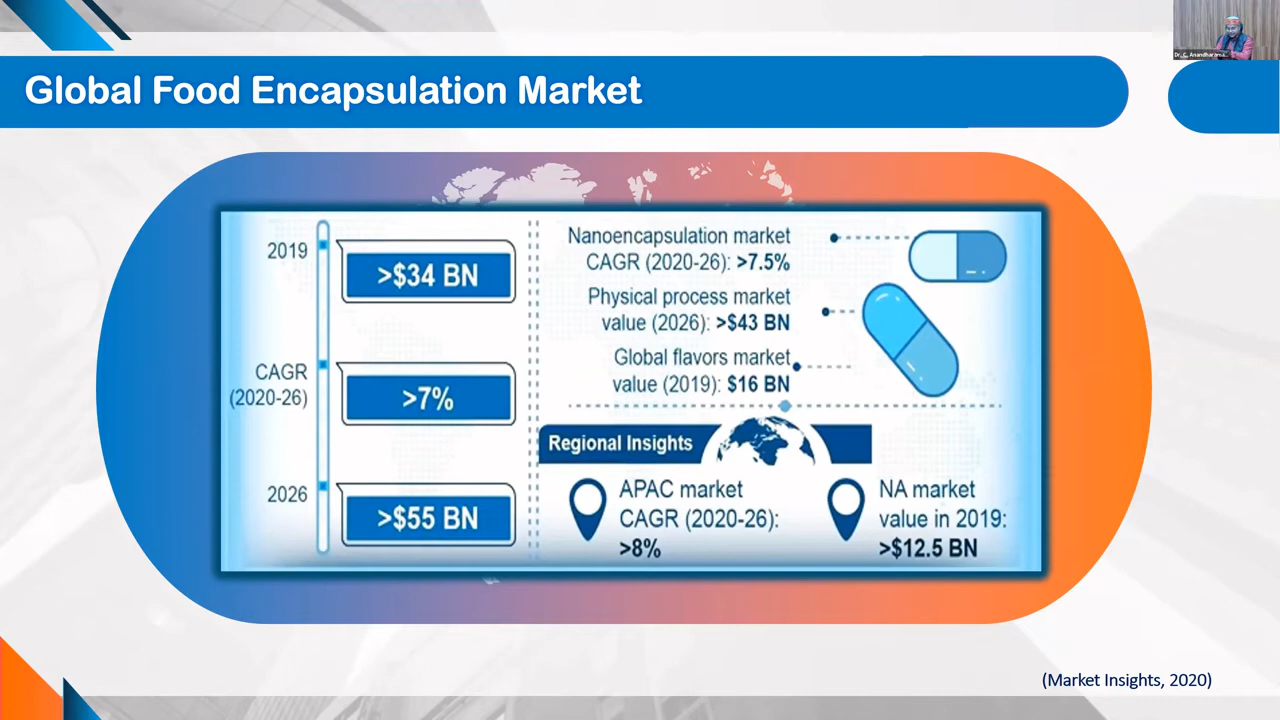 Global Food Encapsulation Market
2019
>$34 BN
CAGR
(2020-26)
>7%
2026
>$55 BN
Nanoencapsulation market
CAGR (2020-26): >7.5%
Physical process market
value (2026): >$43 BN
Global flavors market
value (2019): $16 BN
Regional Insights
APAC market
CAGR (2020-26):
>8%
NA market
value in 2019:
>$12.5 BN
(Market Insights, 2020)
Dr. C. Anandharama...